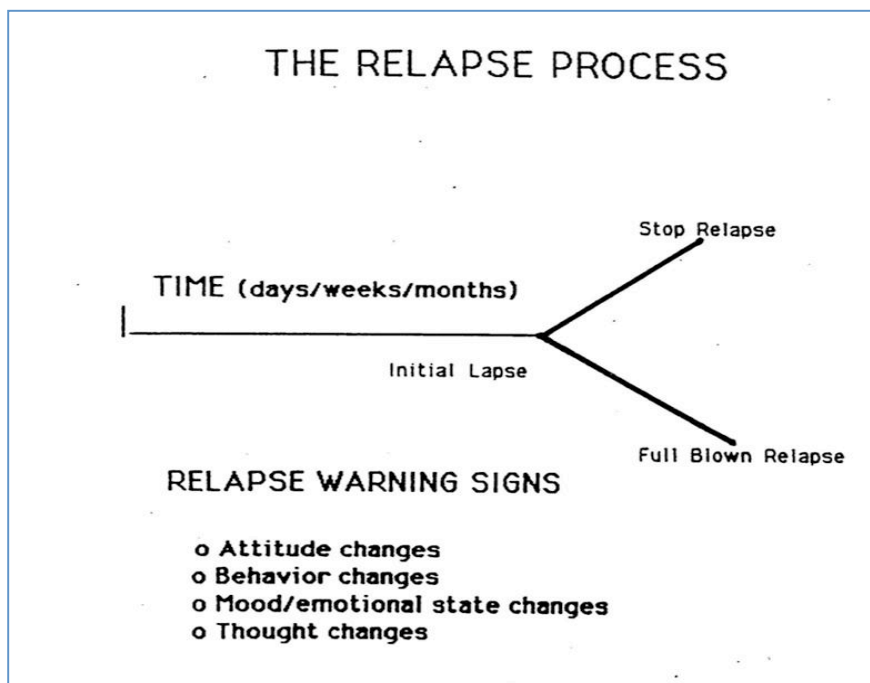 THE RELAPSE PROCESS
Stop Relapse
TIME (days/weeks/months)
Initial Lapse
Full Blown Relapse
RELAPSE WARNING SIGNS
o Attitude changes
o Behavior changes
o Mood/emotional state changes
o Thought changes